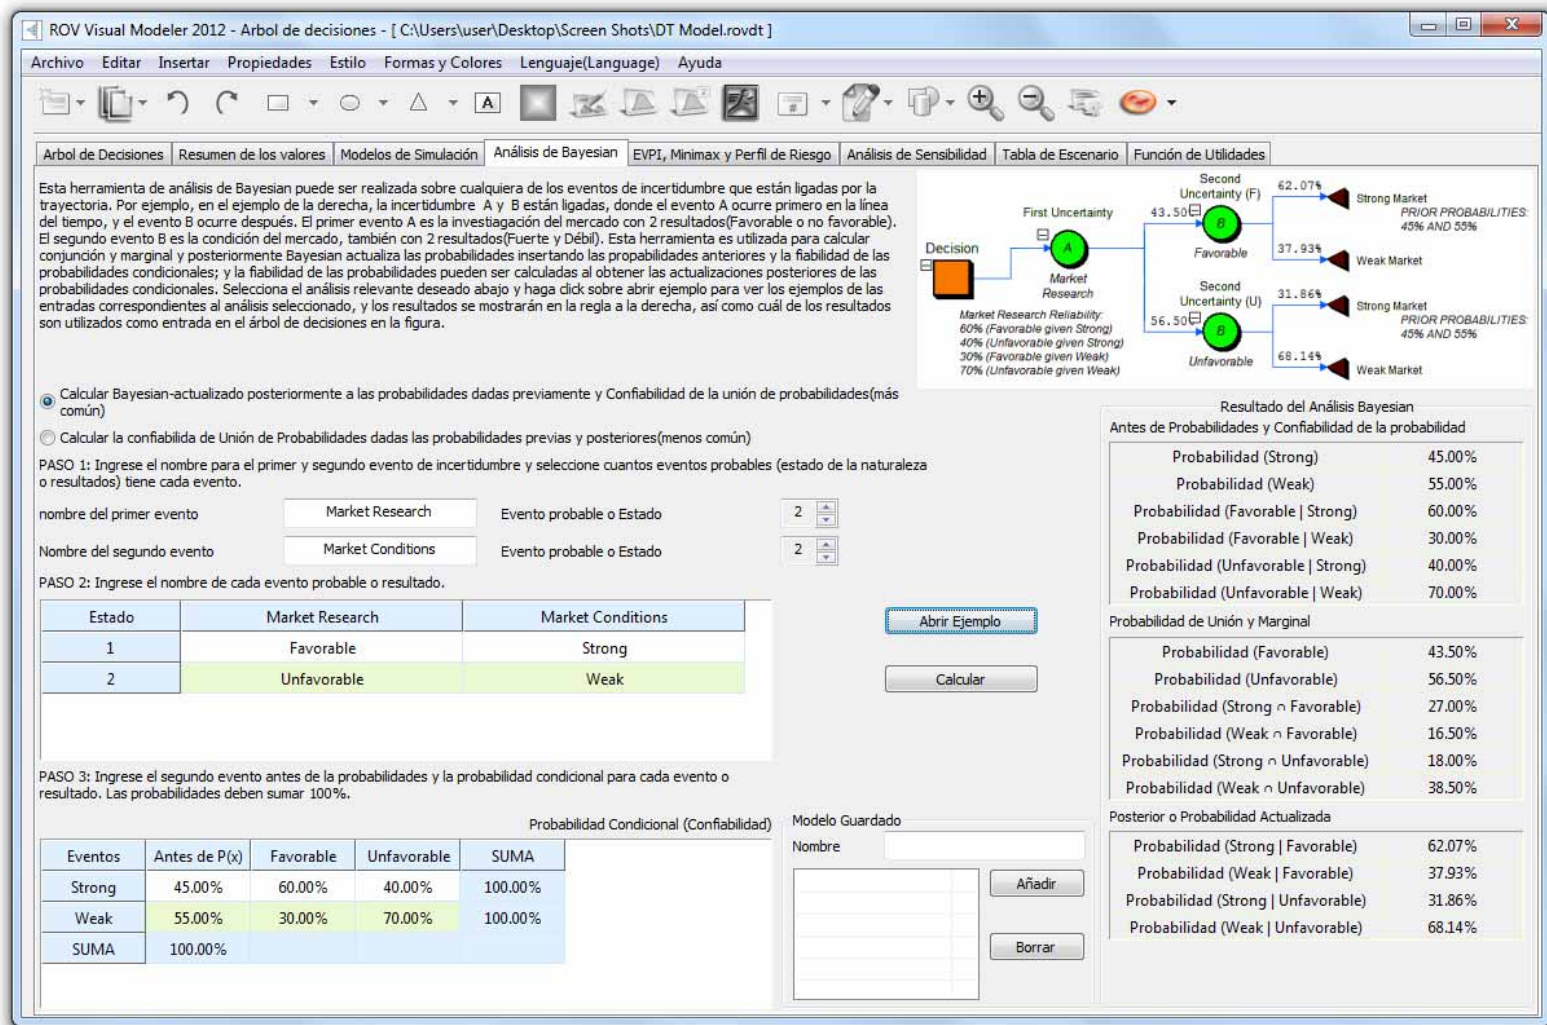 ROV Visual Modeler 2012 - Arbol de decisiones - [ C:\Users\user\Desktop\Screen Shots\DT Model.rovdt ]
Archivo Editar Insertar Propiedades Estilo Formas y Colores Lenguaje(Language) Ayuda
A
#
Arbol de Decisiones Resumen de los valores Modelos de Simulación Análisis de Bayesian EVPI, Minimax y Perfil de Riesgo Análisis de Sensibilidad Tabla de Escenario Función de Utilidades
Esta herramienta de análisis de Bayesian puede ser realizada sobre cualquiera de los eventos de incertidumbre que están ligadas por la
trayectoria. Por ejemplo, en el ejemplo de la derecha, la incertidumbre A y B están ligadas, donde el evento A ocurre primero en la línea
del tiempo, y el evento B ocurre después. El primer evento A es la investiagación del mercado con 2 resultados(Favorable o no favorable).
El segundo evento B es la condición del mercado, también con 2 resultados(Fuerte y Débil). Esta herramienta es utilizada para calcular
conjunción y marginal y posteriormente Bayesian actualiza las probabilidades insertando las propabilidades anteriores y la fiabilidad de las
probabilidades condicionales; y la fiabilidad de las probabilidades pueden ser calculadas al obtener las actualizaciones posteriores de las
probabilidades condicionales. Selecciona el análisis relevante deseado abajo y haga click sobre abrir ejemplo para ver los ejemplos de las
entradas correspondientes al análisis seleccionado, y los resultados se mostrarán en la regla a la derecha, así como cuál de los resultados
son utilizados como entrada en el árbol de decisiones en la figura.
Decision
First Uncertainty
A
Market
Research
Market Research Reliability:
60% (Favorable given Strong)
40% (Unfavorable given Strong)
30% (Favorable given Weak)
70% (Unfavorable given Weak)
Second
Uncertainty (F)
43.50
B
Favorable
62.07%
Strong Market
PRIOR PROBABILITIES:
45% AND 55%
37.93%
Weak Market
Second
Uncertainty (U)
56.50
B
Unfavorable
31.86%
Strong Market
PRIOR PROBABILITIES:
45% AND 55%
68.14%
Weak Market
Calcular Bayesian-actualizado posteriormente a las probabilidades dadas previamente y Confiabilidad de la unión de probabilidades(más
común)
Calcular la confiabilida de Unión de Probabilidades dadas las probabilidades previas y posteriores(menos común)
PASO 1: Ingrese el nombre para el primer y segundo evento de incertidumbre y seleccione cuantos eventos probables (estado de la naturaleza
o resultados) tiene cada evento.
nombre del primer evento Market Research Evento probable o Estado 2
Nombre del segundo evento Market Conditions Evento probable o Estado 2
PASO 2: Ingrese el nombre de cada evento probable o resultado.
Estado Market Research Market Conditions
1 Favorable Strong
2 Unfavorable Weak
Abrir Ejemplo
Calcular
PASO 3: Ingrese el segundo evento antes de la probabilidades y la probabilidad condicional para cada evento o
resultado. Las probabilidades deben sumar 100%.
Probabilidad Condicional (Confiabilidad)
Eventos Antes de P(x) Favorable Unfavorable SUMA
Strong 45.00% 60.00% 40.00% 100.00%
Weak 55.00% 30.00% 70.00% 100.00%
SUMA 100.00%
Modelo Guardado
Nombre
Añadir
Borrar
Resultado del Análisis Bayesian
Antes de Probabilidades y Confiabilidad de la probabilidad
Probabilidad (Strong) 45.00%
Probabilidad (Weak) 55.00%
Probabilidad (Favorable | Strong) 60.00%
Probabilidad (Favorable | Weak) 30.00%
Probabilidad (Unfavorable | Strong) 40.00%
Probabilidad (Unfavorable | Weak) 70.00%
Probabilidad de Unión y Marginal
Probabilidad (Favorable) 43.50%
Probabilidad (Unfavorable) 56.50%
Probabilidad (Strong ∩ Favorable) 27.00%
Probabilidad (Weak ∩ Favorable) 16.50%
Probabilidad (Strong ∩ Unfavorable) 18.00%
Probabilidad (Weak ∩ Unfavorable) 38.50%
Posterior o Probabilidad Actualizada
Probabilidad (Strong | Favorable) 62.07%
Probabilidad (Weak | Favorable) 37.93%
Probabilidad (Strong | Unfavorable) 31.86%
Probabilidad (Weak | Unfavorable) 68.14%